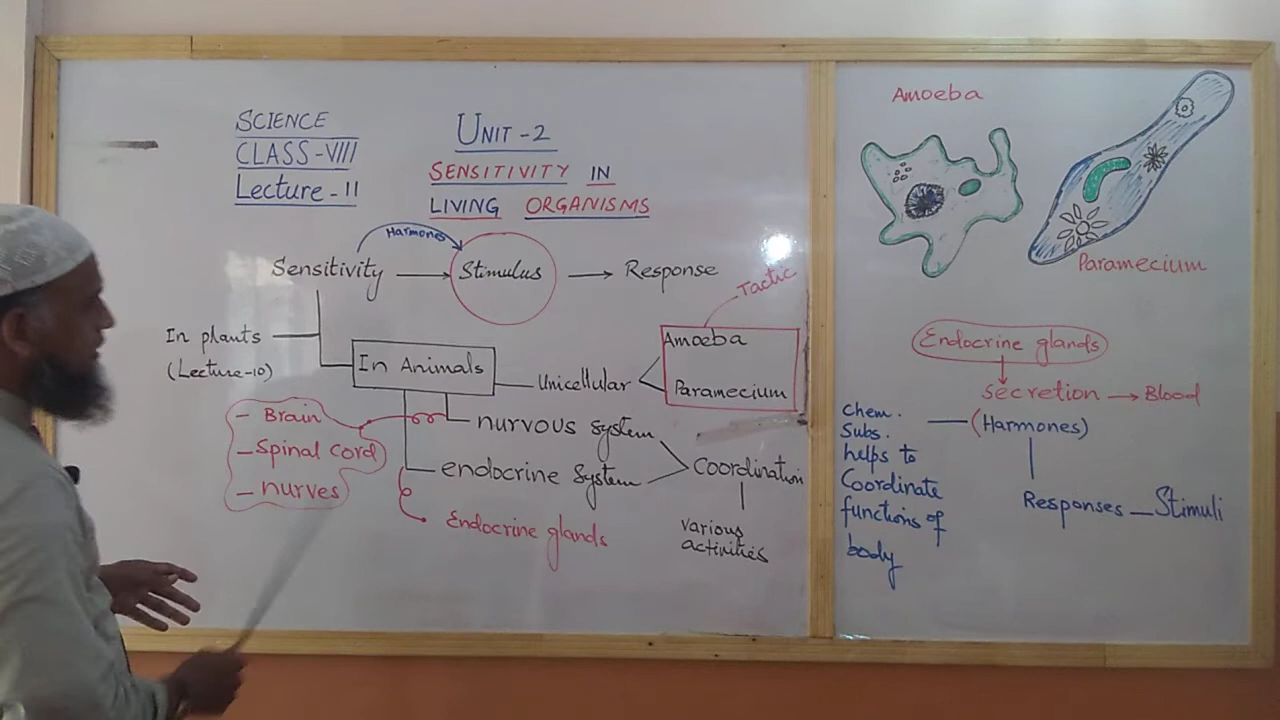 SCIENCE
CLASS-VIII
Lecture-11
UNIT-2
SENSITIVITY IN
LIVING ORGANISMS
Harmones
Sensitivity
Stimulus
Response
Tactic
In plants
(Lecture-10)
In Animals
Unicellular
Amoeba
Paramecium
- Brain
- Spinal cord
- nurves
nurvous system
endocrine system
Coordination
Endocrine glands
various
activities
Amoeba
Paramecium
Endocrine glands
secretion
Blood
(Harmones)
Chem.
Subs.
helps to
Coordinate
functions of
body
Responses - Stimuli